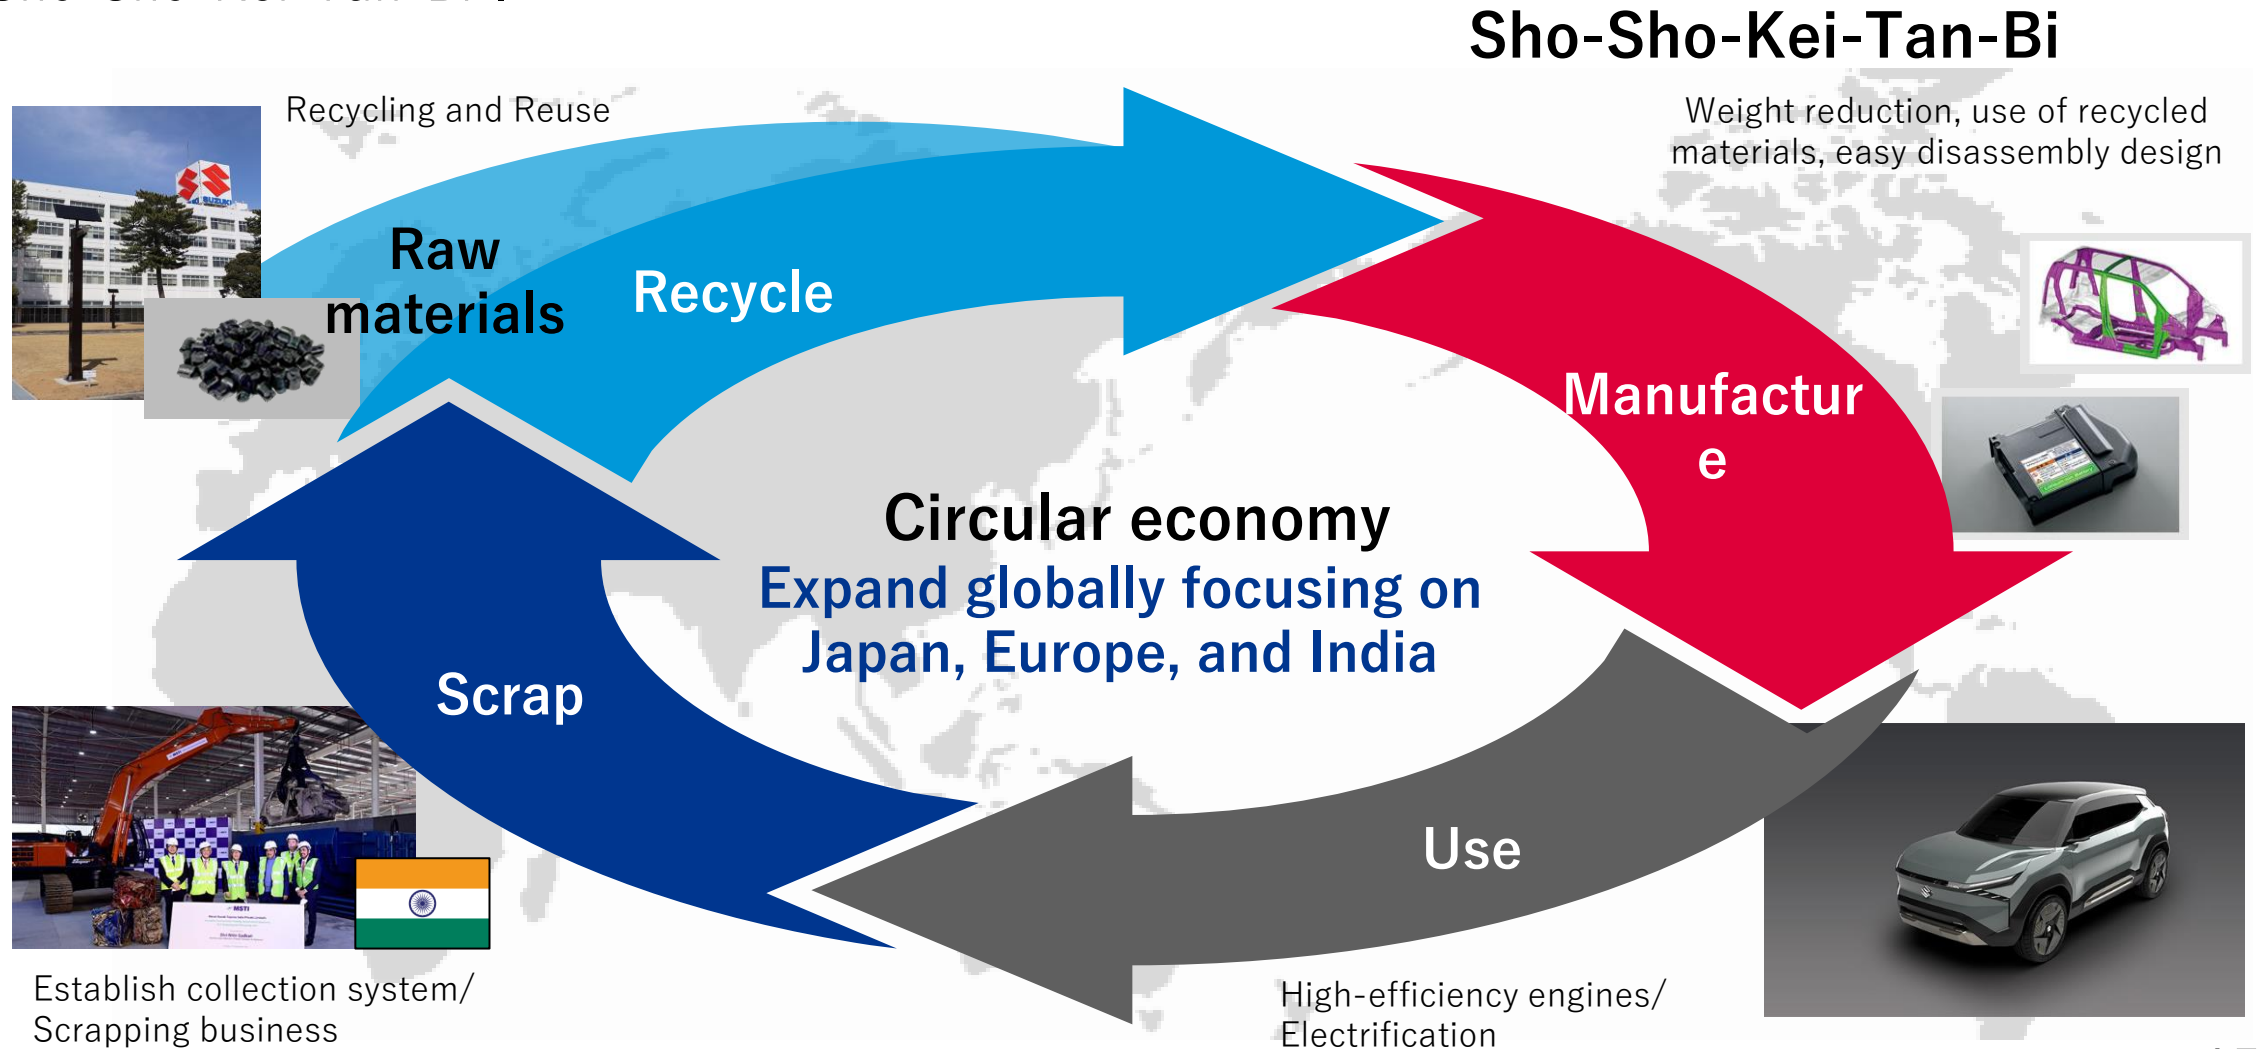 Sho-Sho-Kei-Tan-Bi
Recycling and Reuse
Weight reduction, use of recycled
materials, easy disassembly design
SUZUKI
Raw
materials
Recycle
Manufactur
e
Circular economy
Expand globally focusing on
Japan, Europe, and India
Scrap
Use
MSTI
Establish collection system/
Scrapping business
High-efficiency engines/
Electrification